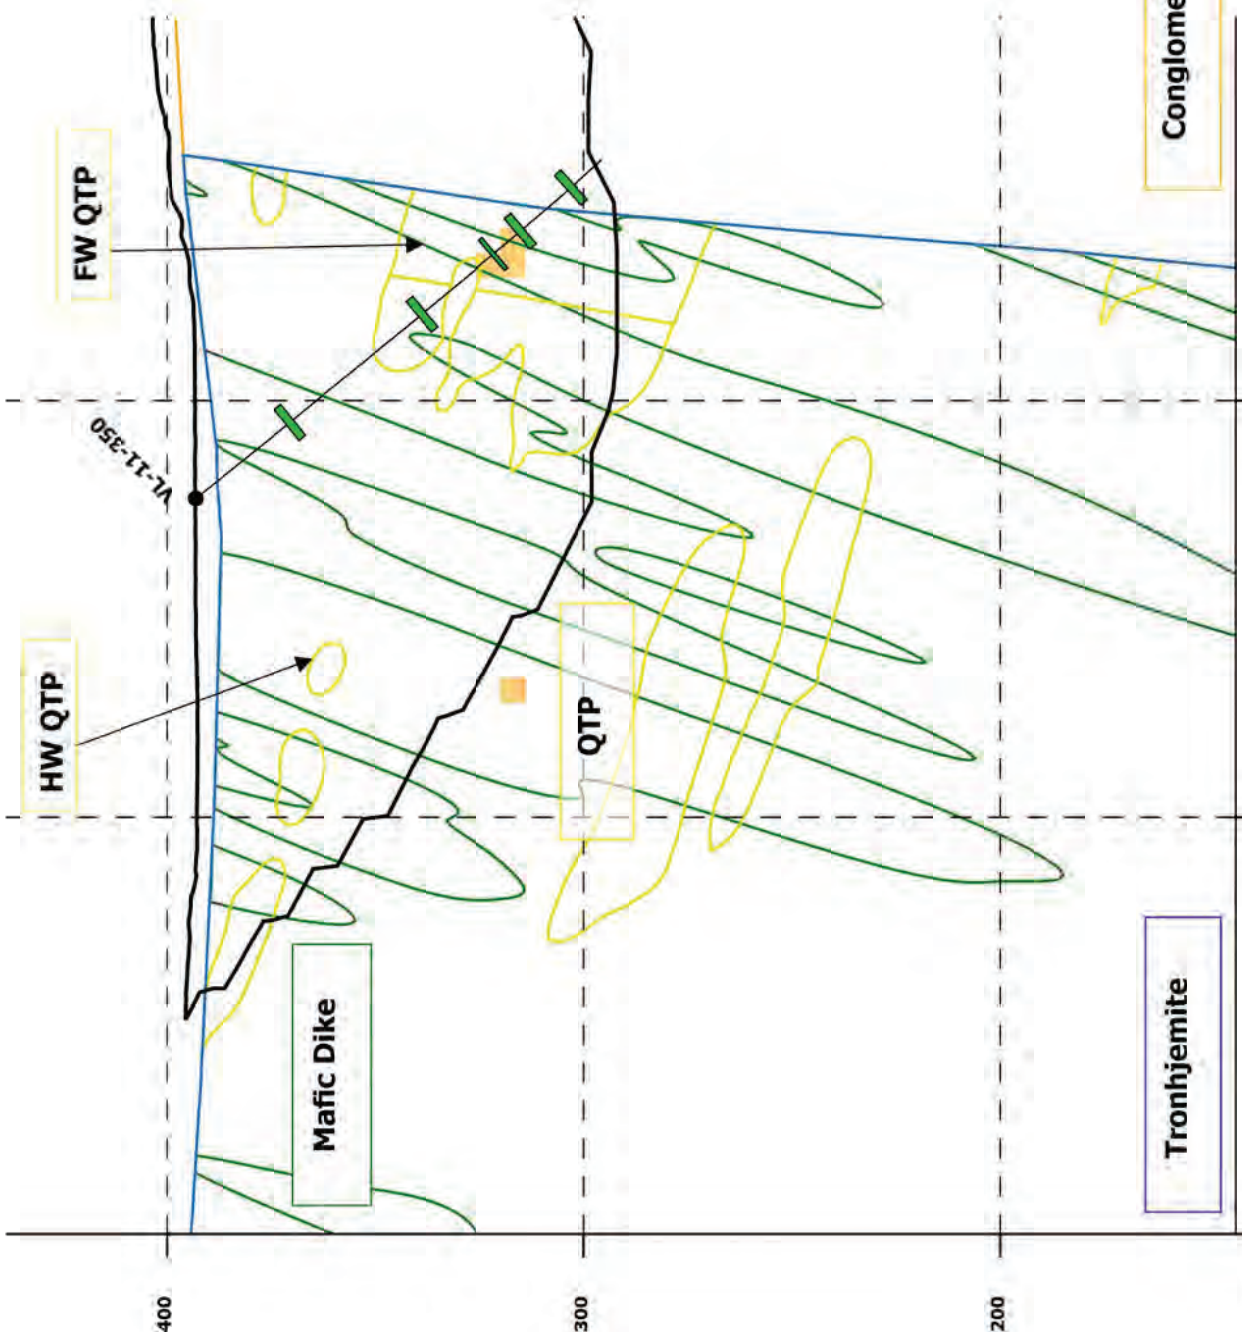 HW QTP
FW QTP
VL-11-350
QTP
Mafic Dike
Tronhjemite
Conglome
400
300
200